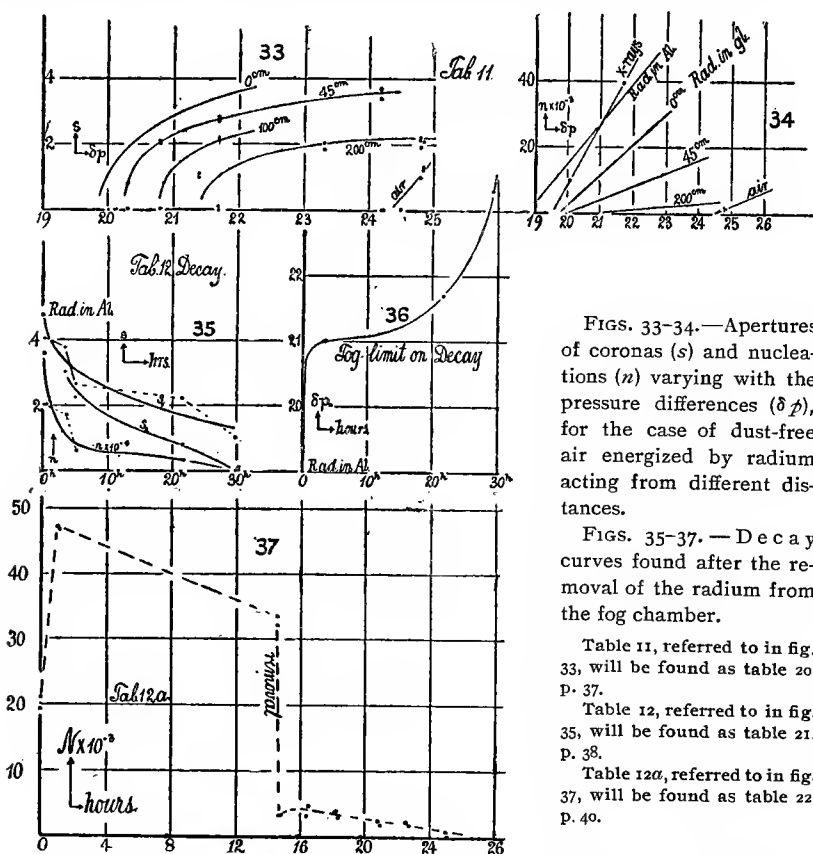 33
Tab 11.
0cm
45cm
100cm
200cm
air
4
2
s
δp
19 20 21 22 23 24 25
34
x-rays
Rad. in Al.
0cm Rad. in gl.
45cm
200cm
air
40
20
n×10⁻³
δp
19 20 21 22 23 24 25 26
Tab. 12 Decay.
Rad. in Al.
35
s
hrs.
4
2
s
s
n×10⁻³
n
0h 10h 20h 30h
36
22
21
20
Fog limit on Decay
δp.
hours
Rad. in Al.
10h 20h 30h
37
50
40
30
20
10
Tab 12a
removal
N×10⁻³
hours.
0 4 8 12 16 20 24 26
FIGS. 33-34.—Apertures
of coronas (s) and nuclea-
tions (n) varying with the
pressure differences (δp),
for the case of dust-free
air energized by radium
acting from different dis-
tances.
FIGS. 35-37.—Decay
curves found after the re-
moval of the radium from
the fog chamber.
Table 11, referred to in fig.
33, will be found as table 20
p. 37.
Table 12, referred to in fig.
35, will be found as table 21,
p. 38.
Table 12a, referred to in fig.
37, will be found as table 22
p. 40.